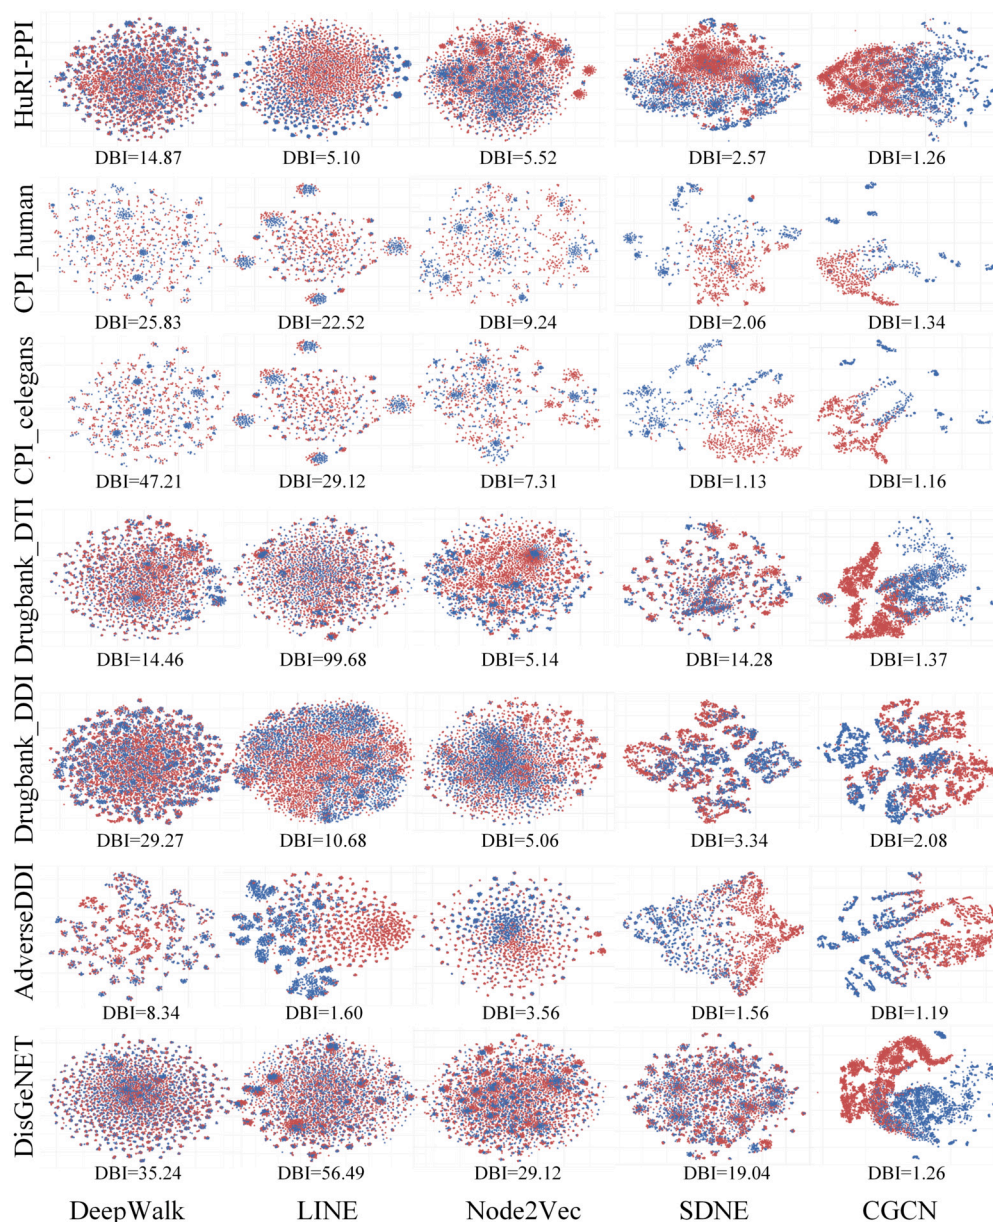 HuRI-PPI
DBI=14.87 DBI=5.10 DBI=5.52 DBI=2.57 DBI=1.26
CPI_human
DBI=25.83 DBI=22.52 DBI=9.24 DBI=2.06 DBI=1.34
CPI_celegans
DBI=47.21 DBI=29.12 DBI=7.31 DBI=1.13 DBI=1.16
Drugbank_DTI
DBI=14.46 DBI=99.68 DBI=5.14 DBI=14.28 DBI=1.37
Drugbank_DDI
DBI=29.27 DBI=10.68 DBI=5.06 DBI=3.34 DBI=2.08
AdverseDDI
DBI=8.34 DBI=1.60 DBI=3.56 DBI=1.56 DBI=1.19
DisGeNET
DBI=35.24 DBI=56.49 DBI=29.12 DBI=19.04 DBI=1.26
DeepWalk LINE Node2Vec SDNE CGCN